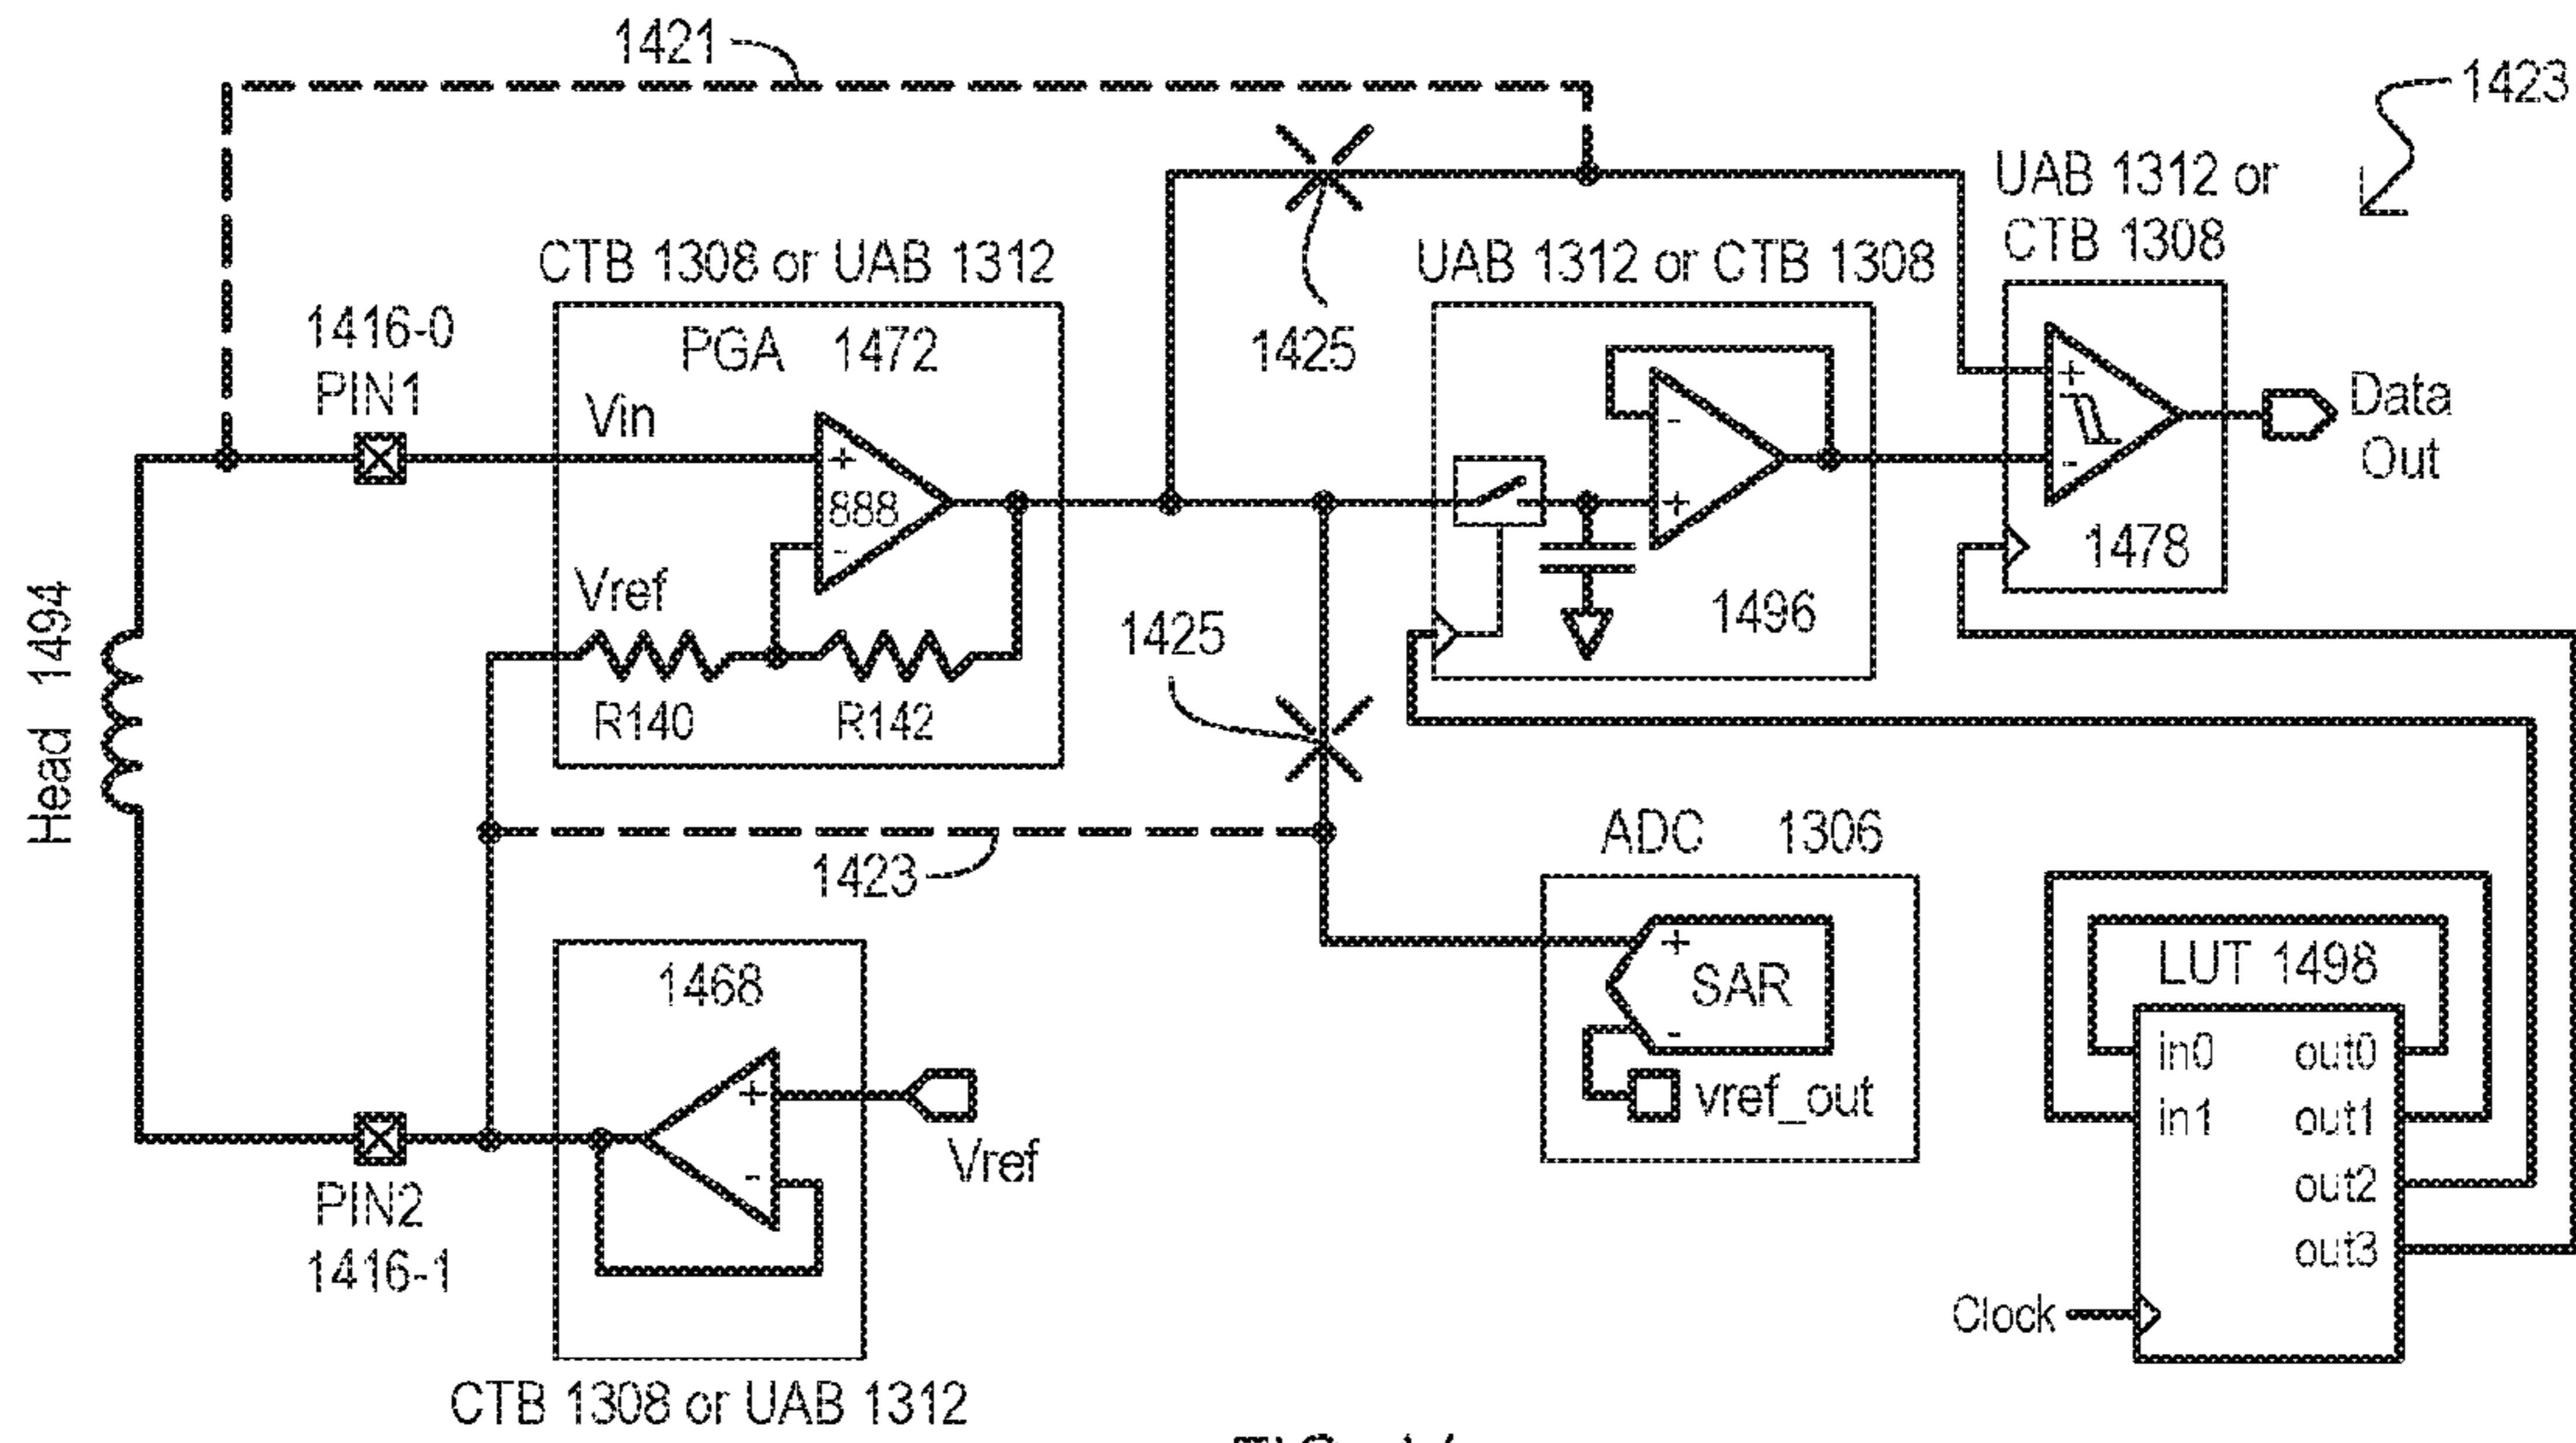 1421
1423
UAB 1312 or
CTB 1308
CTB 1308 or UAB 1312
UAB 1312 or CTB 1308
1416-0
PIN1
PGA 1472
1425
Vin
+
888
-
-
+
+
-
Data
Out
1478
Vref
R140
R142
1496
1425
Head 1494
1423
ADC 1306
+
SAR
-
vref_out
1468
+
-
Vref
PIN2
1416-1
CTB 1308 or UAB 1312
LUT 1498
in0 out0
in1 out1
out2
out3
Clock